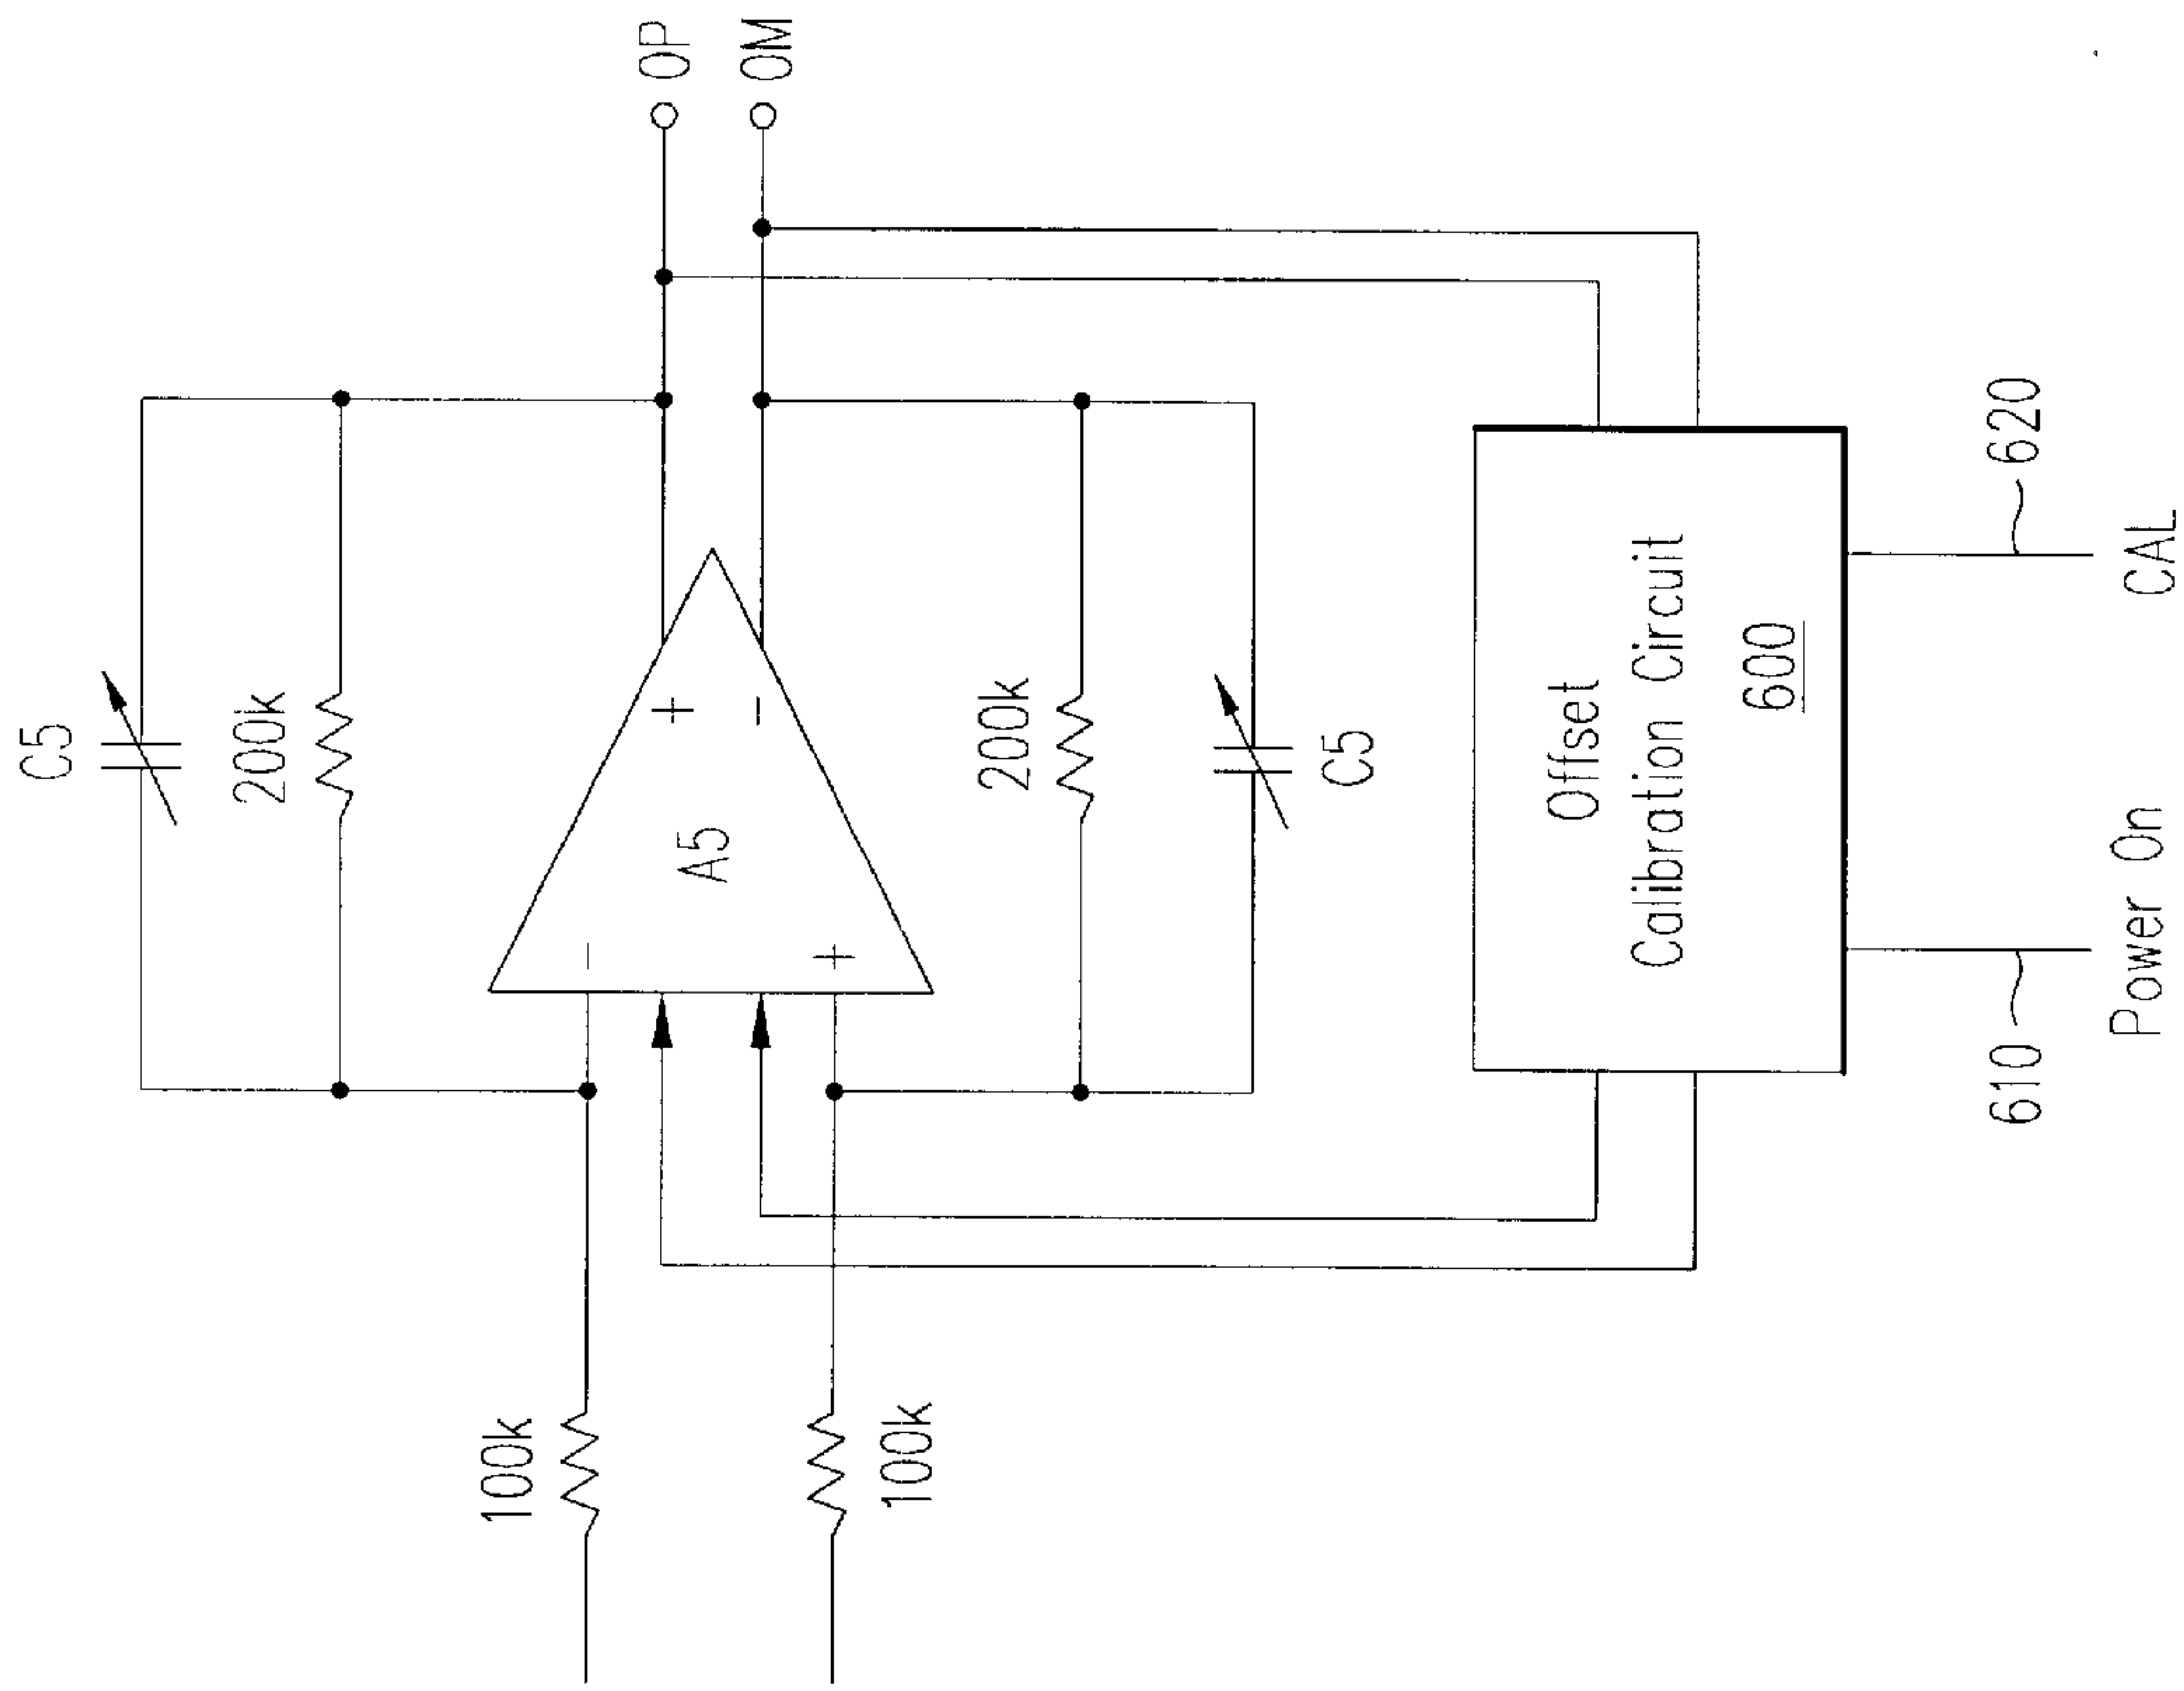 C5
200k
OP
OM
−
+
A5
+
−
100k
100k
200k
C5
Offset
Calibration Circuit
600
610
620
Power On
CAL